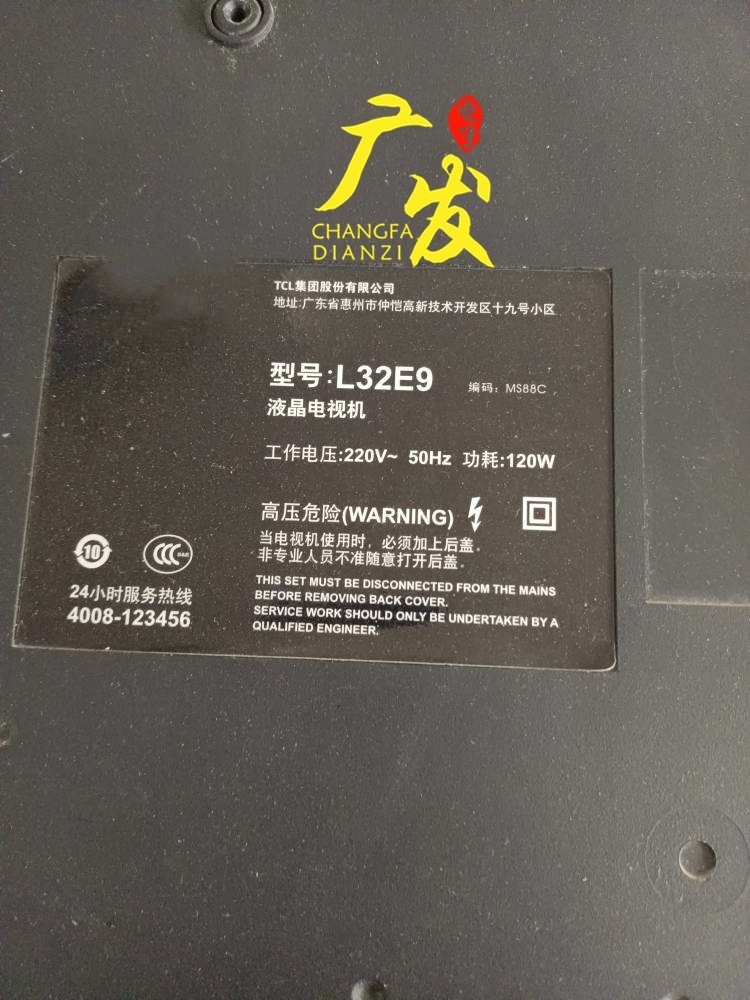 广发
CHANGFA
DIANZI
TCL集团股份有限公司
地址:广东省惠州市仲恺高新技术开发区十九号小区
型号:L32E9 编码：MS88C
液晶电视机
工作电压:220V~ 50Hz 功耗:120W
高压危险(WARNING)
当电视机使用时，必须加上后盖。
非专业人员不准随意打开后盖。
THIS SET MUST BE DISCONNECTED FROM THE MAINS
BEFORE REMOVING BACK COVER.
SERVICE WORK SHOULD ONLY BE UNDERTAKEN BY A
QUALIFIED ENGINEER.
10
CCC
24小时服务热线
4008-123456